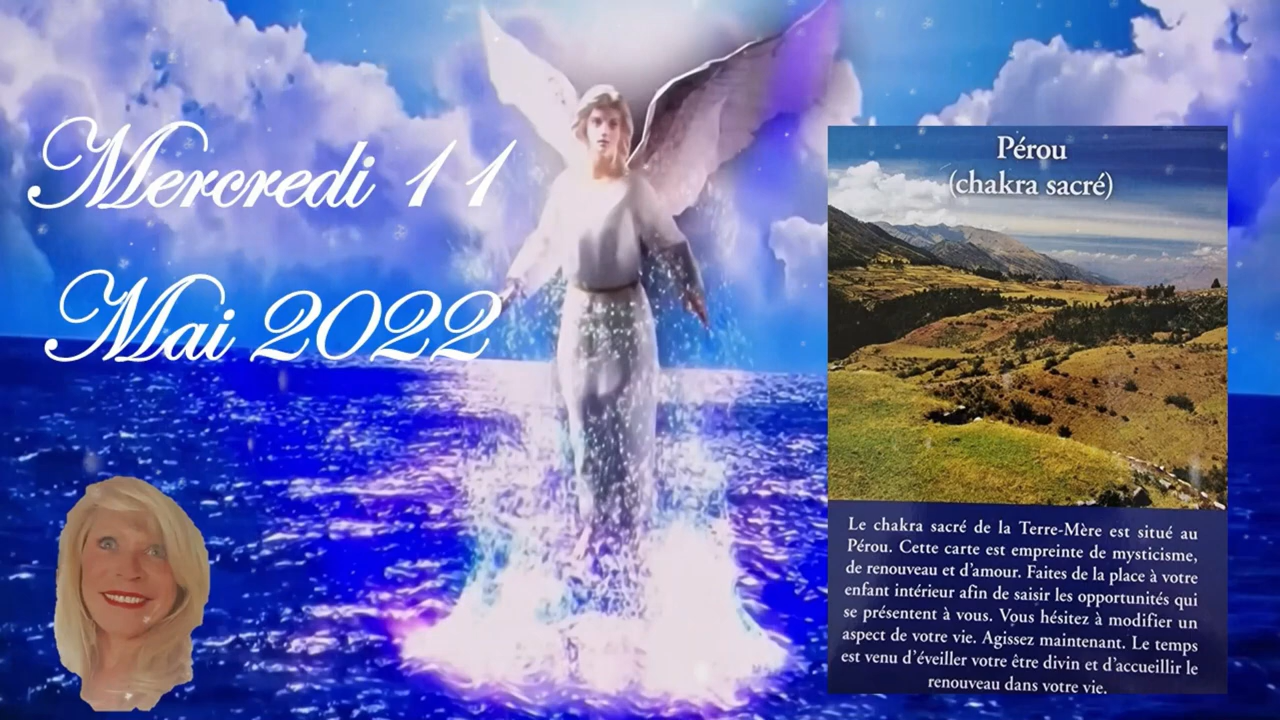 Mercredi 11
Mai 2022
Pérou
(chakra sacré)
Le chakra sacré de la Terre-Mère est situé au
Pérou. Cette carte est empreinte de mysticisme,
de renouveau et d'amour. Faites de la place à votre
enfant intérieur afin de saisir les opportunités qui
se présentent à vous. Vous hésitez à modifier un
aspect de votre vie. Agissez maintenant. Le temps
est venu d'éveiller votre être divin et d'accueillir le
renouveau dans votre vie.